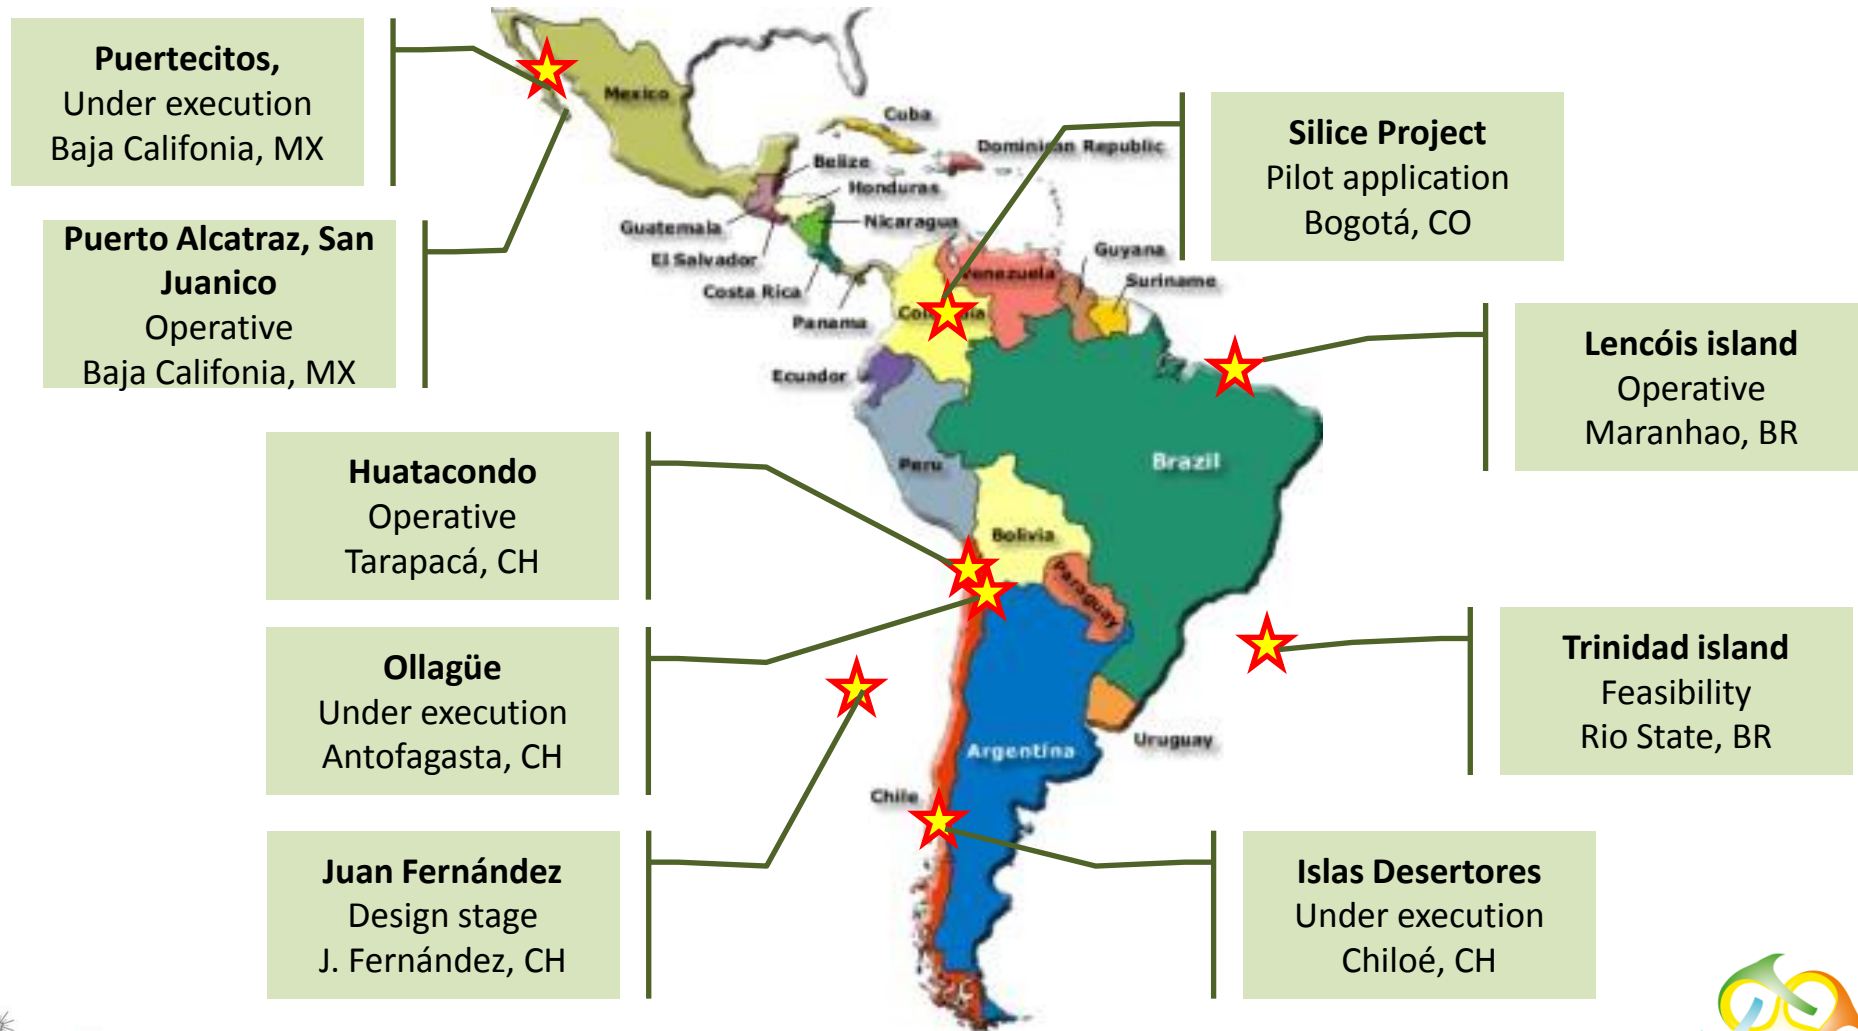 Puertecitos,
Under execution
Baja Califonia, MX
Puerto Alcatraz, San
Juanico
Operative
Baja Califonia, MX
Silice Project
Pilot application
Bogotá, CO
Lencóis island
Operative
Maranhao, BR
Huatacondo
Operative
Tarapacá, CH
Ollagüe
Under execution
Antofagasta, CH
Trinidad island
Feasibility
Rio State, BR
Juan Fernández
Design stage
J. Fernández, CH
Islas Desertores
Under execution
Chiloé, CH
Mexico
Cuba
Dominican Republic
Belize
Honduras
Guatemala
Nicaragua
El Salvador
Costa Rica
Panama
Guyana
Venezuela
Suriname
Colombia
Ecuador
Peru
Brazil
Bolivia
Paraguay
Uruguay
Argentina
Chile